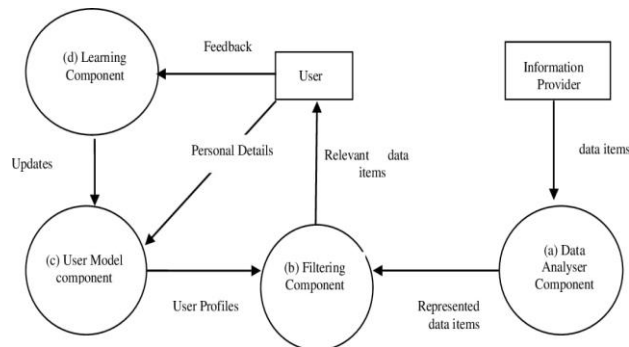 (d) Learning
Component
Feedback
User
Information
Provider
Updates
Personal Details
Relevant data
items
data items
(c) User Model
component
User Profiles
(b) Filtering
Component
Represented
data items
(a) Data
Analyser
Component